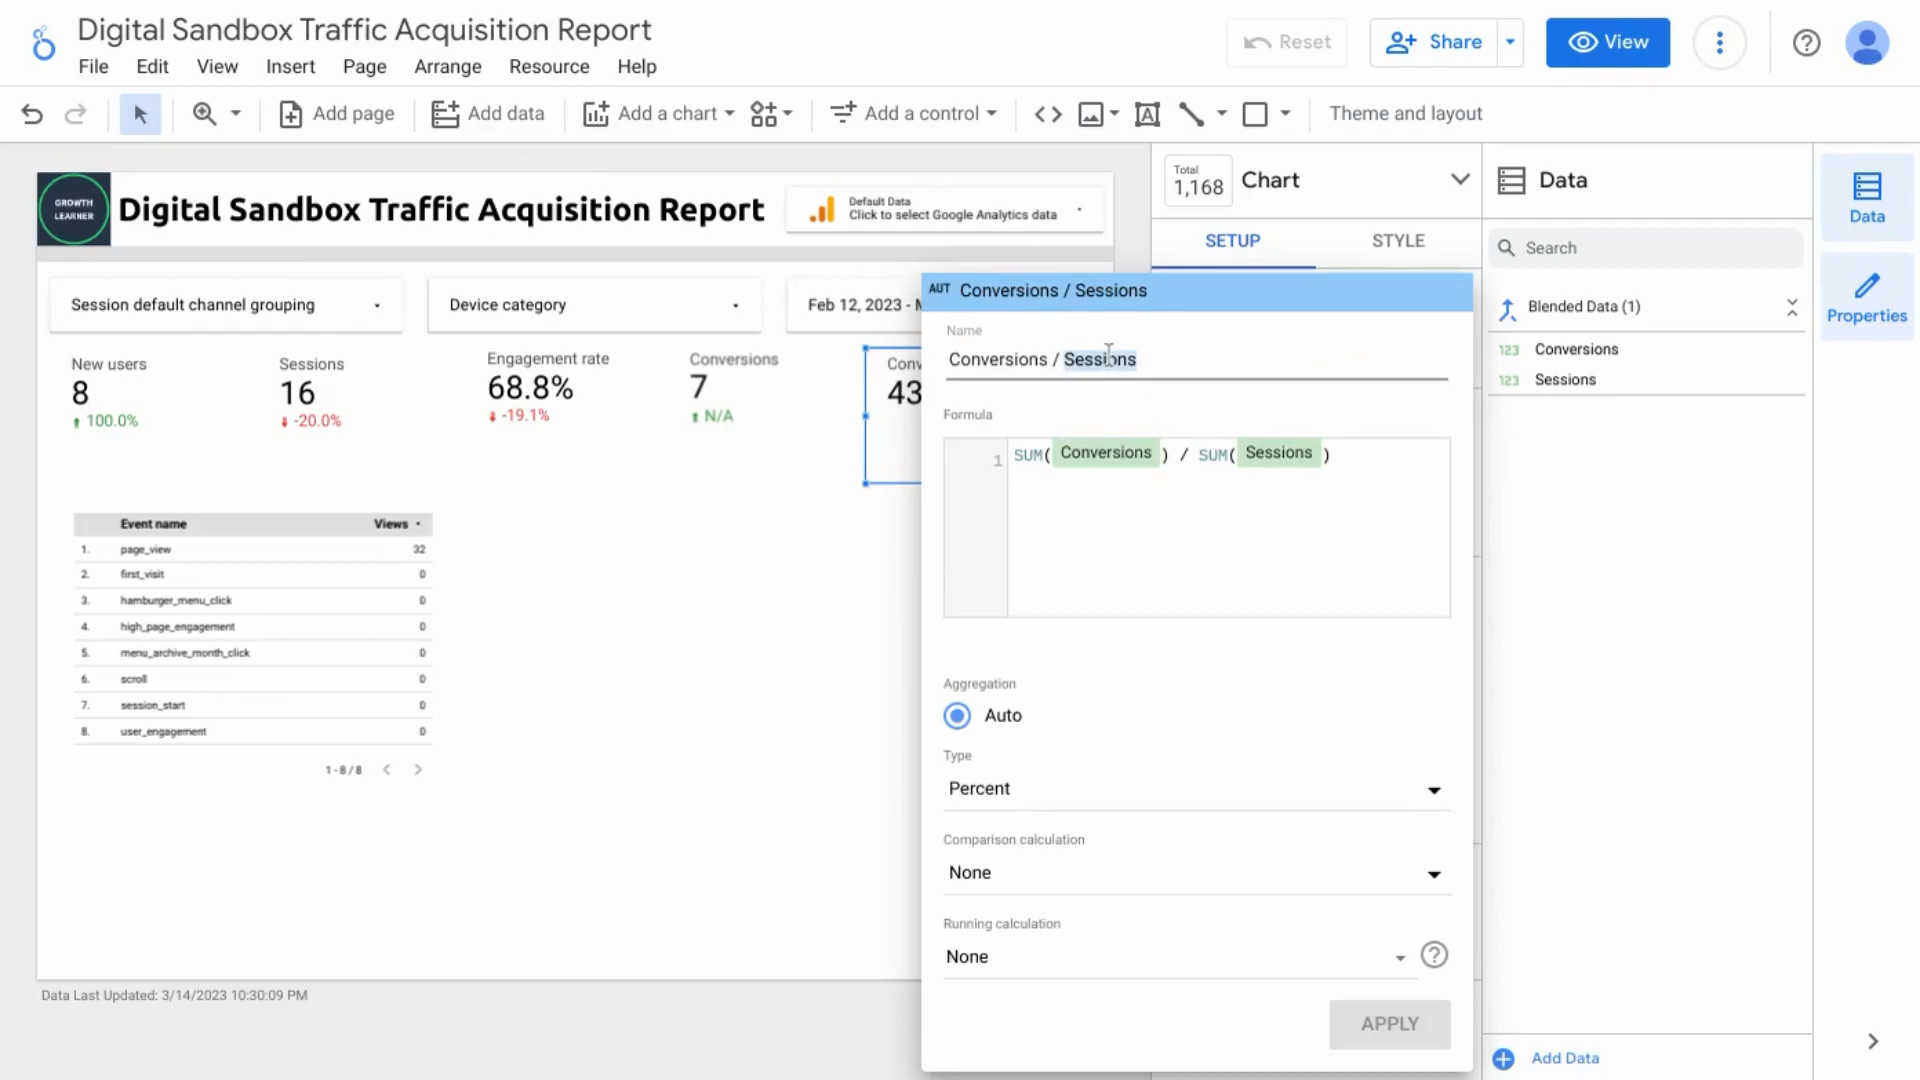 Digital Sandbox Traffic Acquisition Report
File Edit View Insert Page Arrange Resource Help
Reset
Share
View
Add page
Add data
Add a chart
Add a control
Theme and layout
GROWTH
LEARNER
Digital Sandbox Traffic Acquisition Report
Default Data
Click to select Google Analytics data
Session default channel grouping
Device category
Feb 12, 2023 -
New users
8
100.0%
Sessions
16
-20.0%
Engagement rate
68.8%
-19.1%
Conversions
7
N/A
Conv
43
Event name Views
1. page_view 32
2. first_visit 0
3. hamburger_menu_click 0
4. high_page_engagement 0
5. menu_archive_month_click 0
6. scroll 0
7. session_start 0
8. user_engagement 0
1-8/8
Data Last Updated: 3/14/2023 10:30:09 PM
Total
1,168
Chart
SETUP
STYLE
AUT Conversions / Sessions
Name
Conversions / Sessions
Formula
1 SUM( Conversions ) / SUM( Sessions )
Aggregation
Auto
Type
Percent
Comparison calculation
None
Running calculation
None
APPLY
Data
Search
Blended Data (1)
123 Conversions
123 Sessions
Add Data
Data
Properties